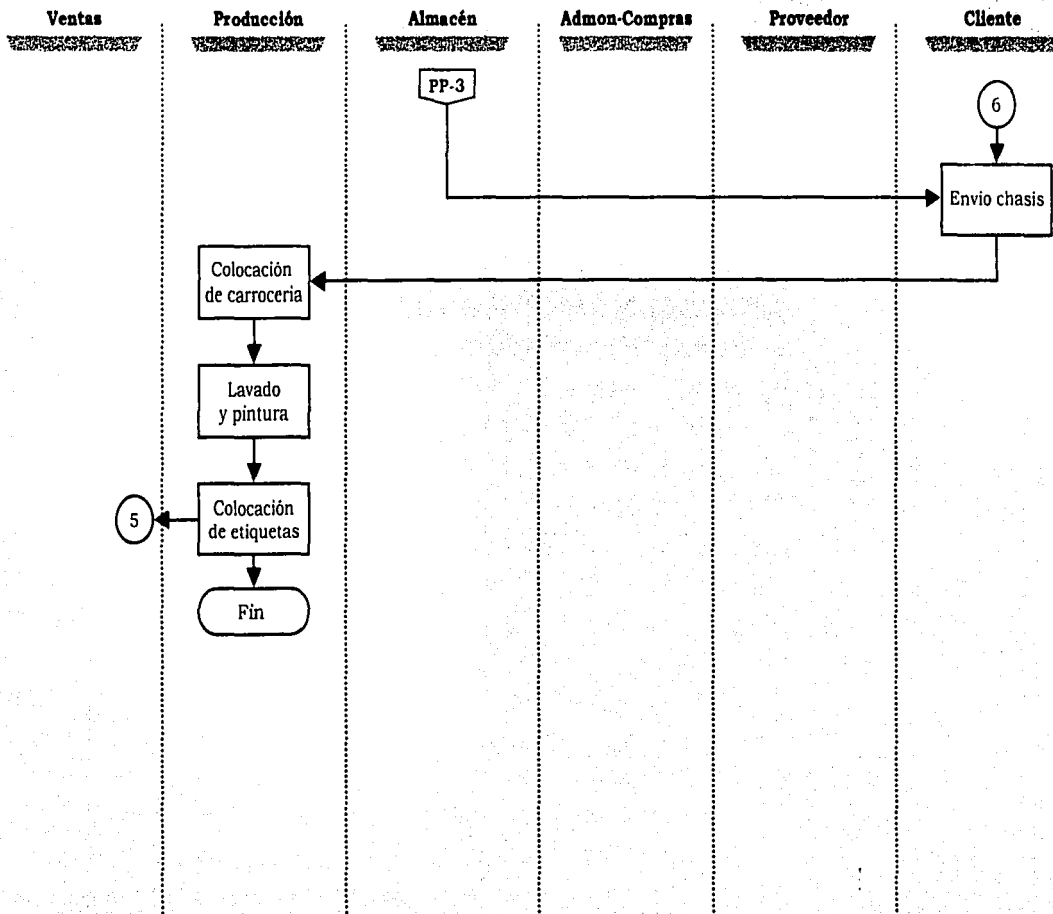 Ventas Producción Almacén Admon-Compras Proveedor Cliente
PP-3
6
Envio chasis
Colocación
de carroceria
Lavado
y pintura
Colocación
de etiquetas
5
Fin